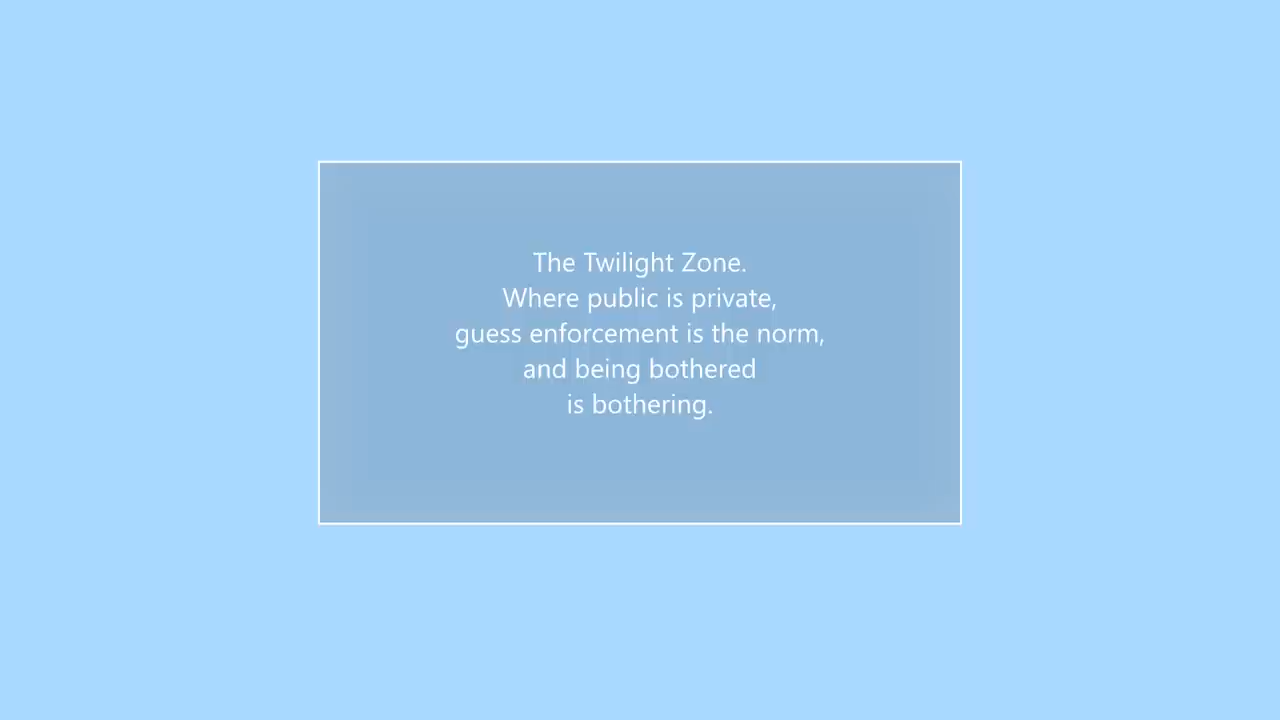 The Twilight Zone.
Where public is private,
guess enforcement is the norm,
and being bothered
is bothering.